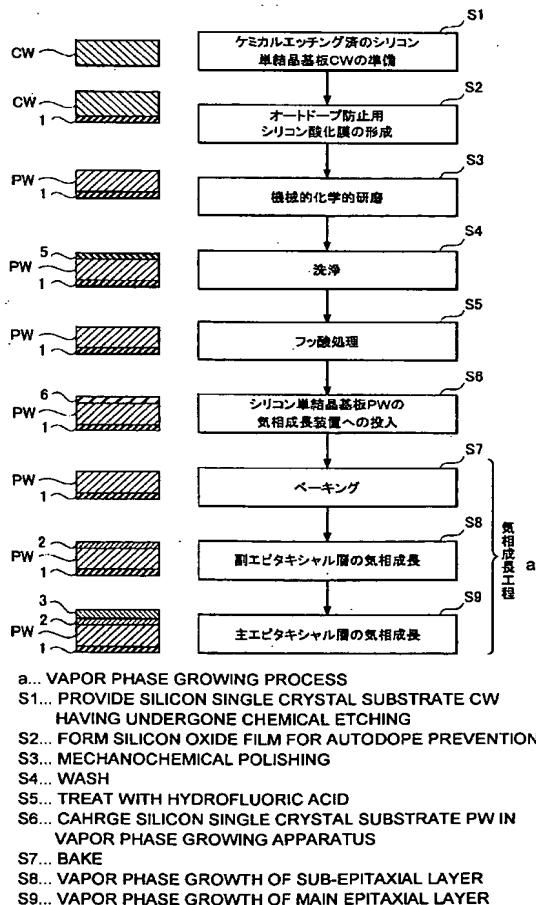 S1
CW
ケミカルエッチング済のシリコン
単結晶基板CWの準備
S2
CW
1
オートドープ防止用
シリコン酸化膜の形成
S3
PW
1
機械的化学的研磨
S4
5
PW
1
洗浄
S5
PW
1
フッ酸処理
S6
6
PW
1
シリコン単結晶基板PWの
気相成長装置への投入
S7
PW
1
ベーキング
S8
2
PW
1
副エピタキシャル層の気相成長
S9
3
2
PW
1
主エピタキシャル層の気相成長
気相成長工程
a
a... VAPOR PHASE GROWING PROCESS
S1... PROVIDE SILICON SINGLE CRYSTAL SUBSTRATE CW
HAVING UNDERGONE CHEMICAL ETCHING
S2... FORM SILICON OXIDE FILM FOR AUTODOPE PREVENTION
S3... MECHANOCHEMICAL POLISHING
S4... WASH
S5... TREAT WITH HYDROFLUORIC ACID
S6... CAHRGE SILICON SINGLE CRYSTAL SUBSTRATE PW IN
VAPOR PHASE GROWING APPARATUS
S7... BAKE
S8... VAPOR PHASE GROWTH OF SUB-EPITAXIAL LAYER
S9... VAPOR PHASE GROWTH OF MAIN EPITAXIAL LAYER